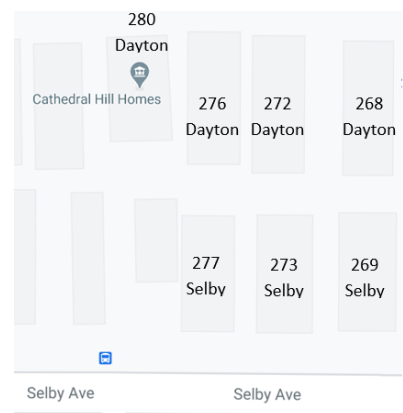 280
Dayton
Cathedral Hill Homes
276
Dayton
272
Dayton
268
Dayton
277
Selby
273
Selby
269
Selby
Selby Ave
Selby Ave